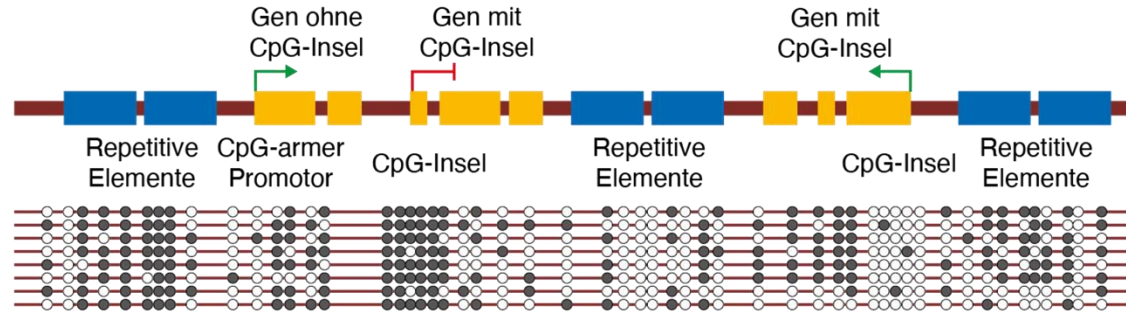 Gen ohne
CpG-Insel
Gen mit
CpG-Insel
Gen mit
CpG-Insel
Repetitive
Elemente
CpG-armer
Promotor
CpG-Insel
Repetitive
Elemente
CpG-Insel
Repetitive
Elemente